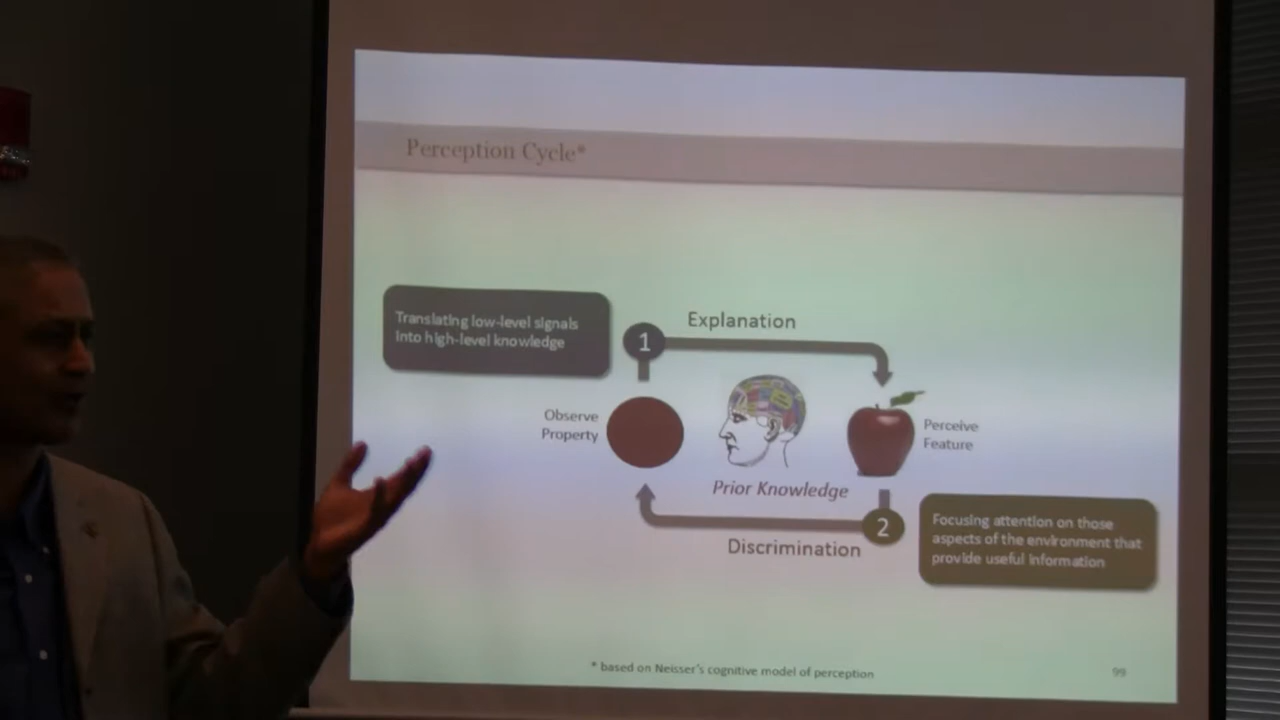 Perception Cycle*
Translating low-level signals
into high-level knowledge
1
Explanation
Observe
Property
Perceive
Feature
Prior Knowledge
2
Discrimination
Focusing attention on those
aspects of the environment that
provide useful information
* based on Neisser's cognitive model of perception
99